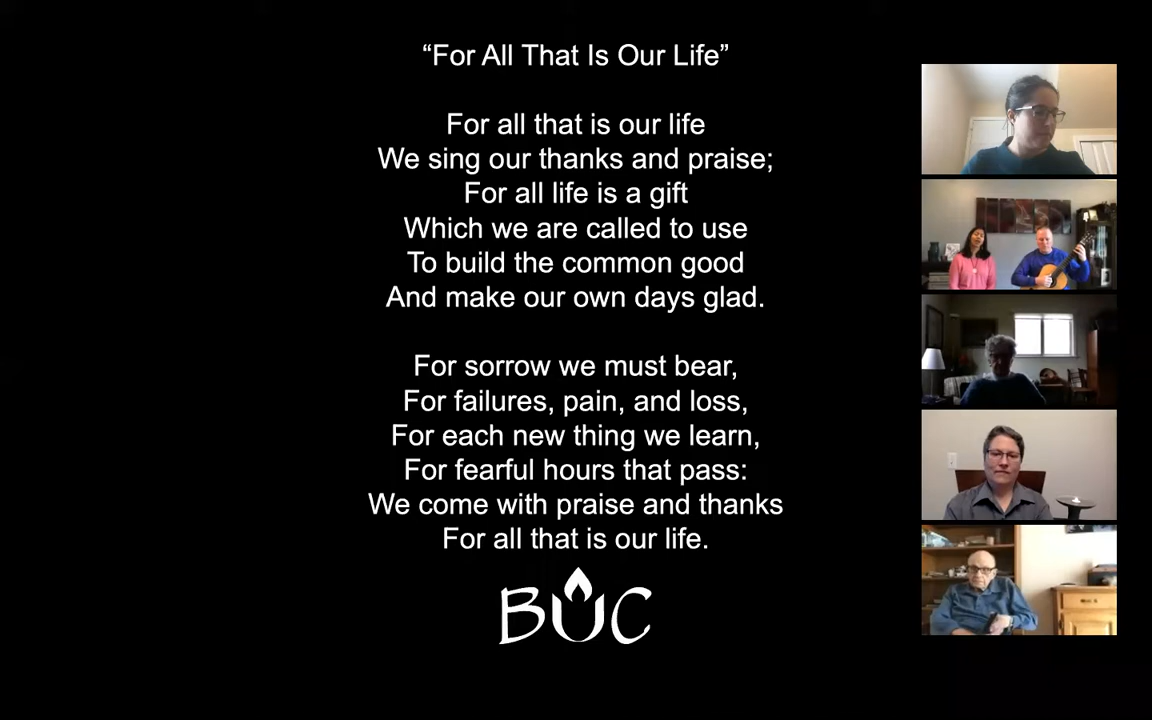 “For All That Is Our Life”
For all that is our life
We sing our thanks and praise;
For all life is a gift
Which we are called to use
To build the common good
And make our own days glad.
For sorrow we must bear,
For failures, pain, and loss,
For each new thing we learn,
For fearful hours that pass:
We come with praise and thanks
For all that is our life.
BUC